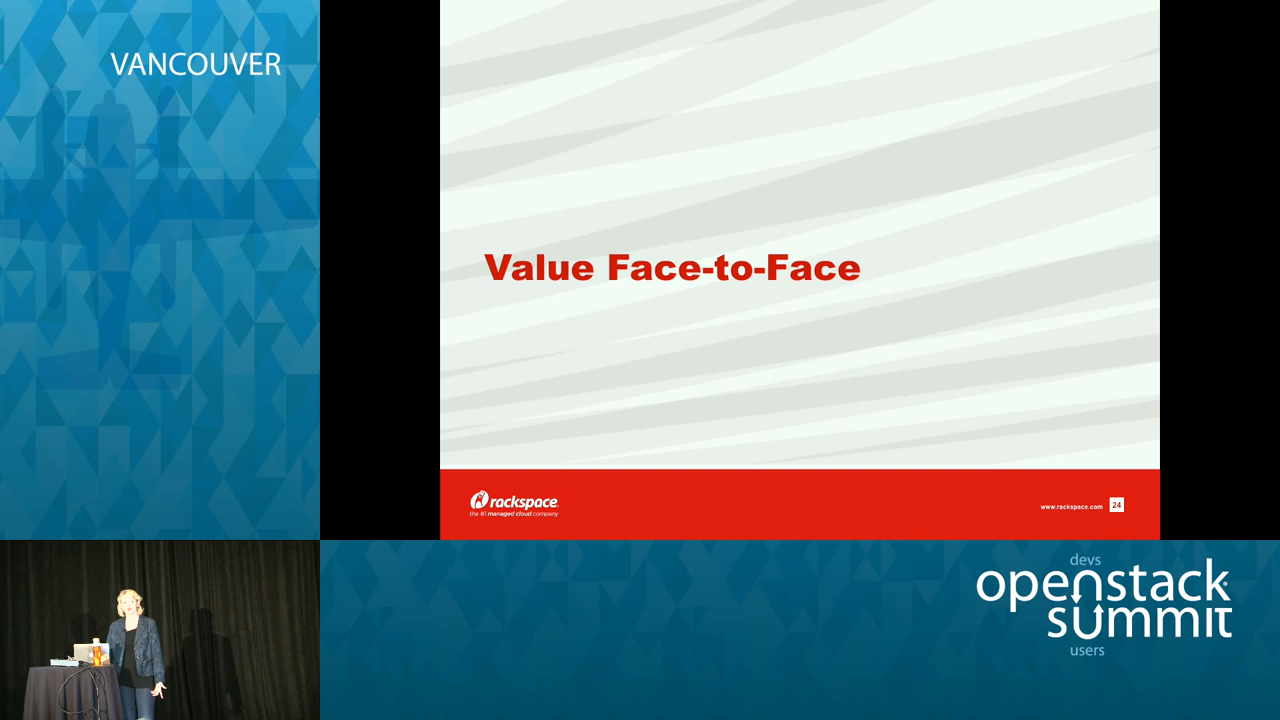 VANCOUVER
Value Face-to-Face
rackspace
the #1 managed cloud company
www.rackspace.com
24
devs
openstack
summit
users